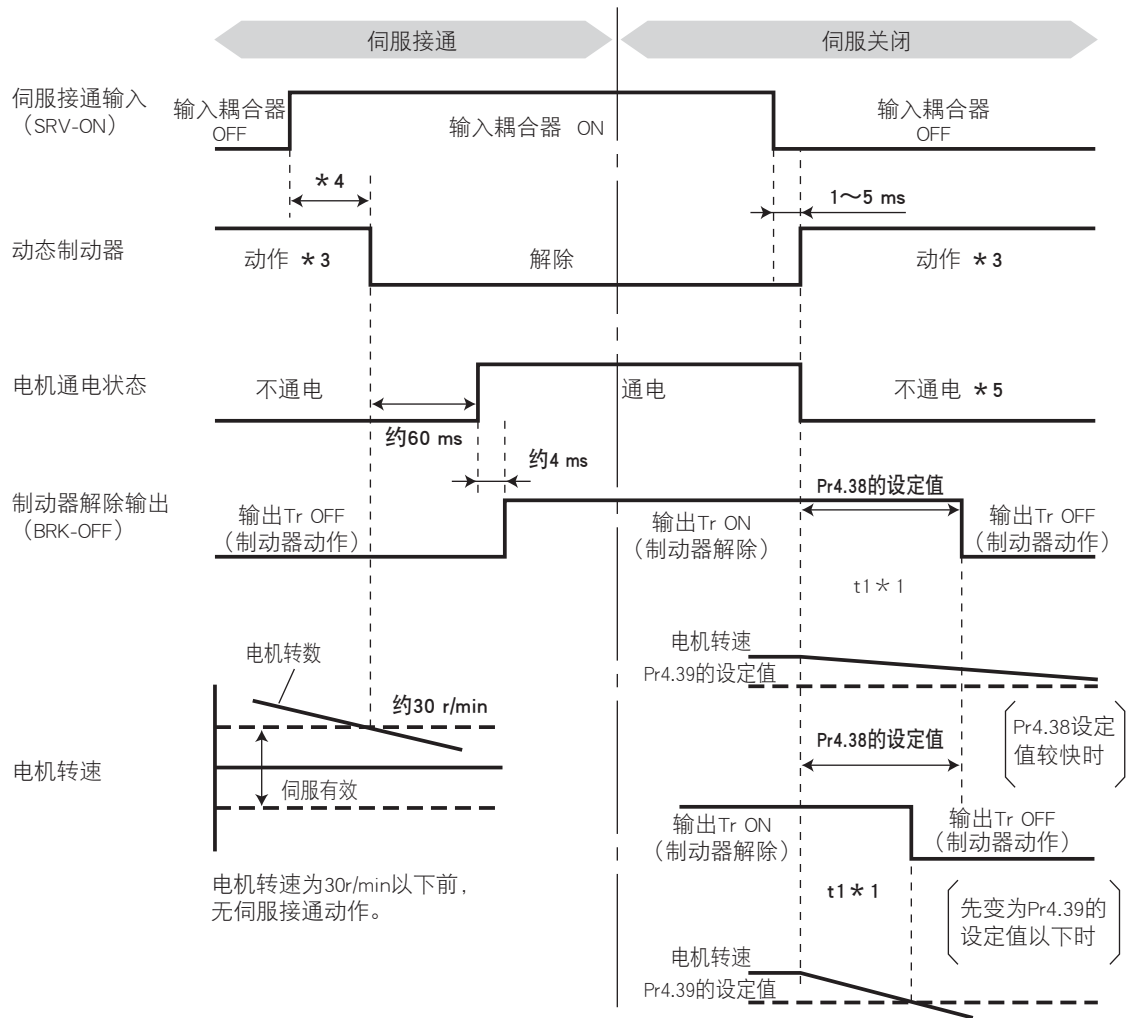 伺服接通
伺服关闭
伺服接通输入
（SRV-ON）
输入耦合器
OFF
输入耦合器 ON
输入耦合器
OFF
＊4
1～5 ms
动态制动器
动作 ＊3
解除
动作 ＊3
电机通电状态
不通电
通电
不通电 ＊5
约60 ms
约4 ms
制动器解除输出
（BRK-OFF）
输出Tr OFF
（制动器动作）
输出Tr ON
（制动器解除）
Pr4.38的设定值
输出Tr OFF
（制动器动作）
t1＊1
电机转速
Pr4.39的设定值
电机转数
约30 r/min
Pr4.38设定
值较快时
Pr4.38的设定值
电机转速
伺服有效
输出Tr ON
（制动器解除）
输出Tr OFF
（制动器动作）
电机转速为30r/min以下前，
无伺服接通动作。
t1＊1
先变为Pr4.39的
设定值以下时
电机转速
Pr4.39的设定值